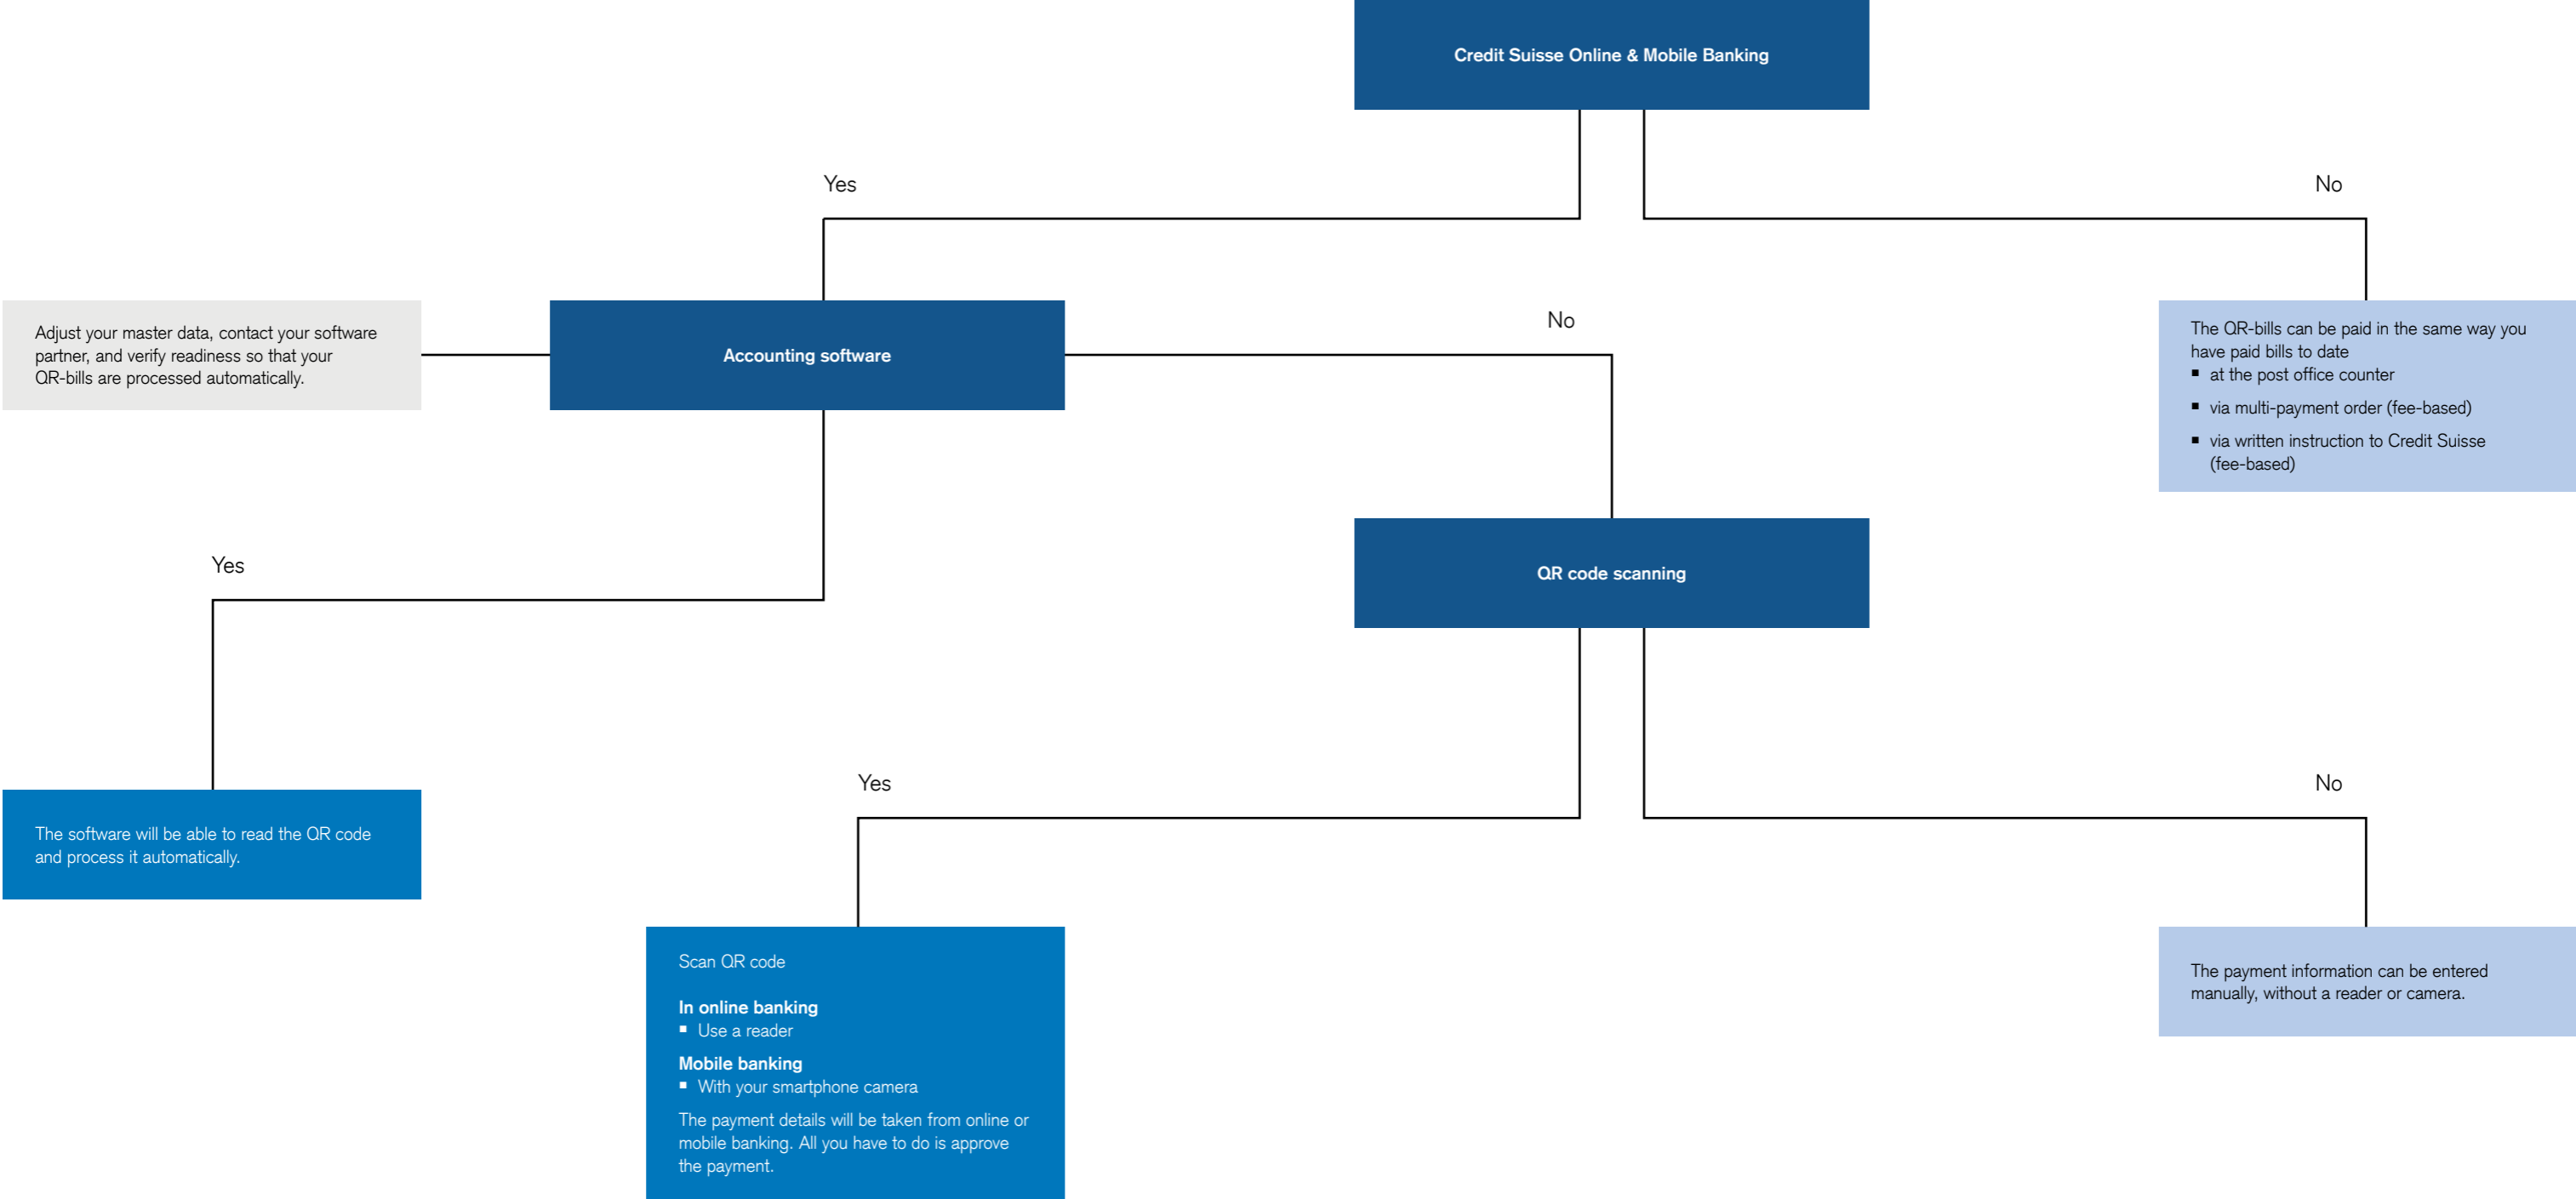 Credit Suisse Online & Mobile Banking
Yes
No
Adjust your master data, contact your software
partner, and verify readiness so that your
QR-bills are processed automatically.
Accounting software
No
The QR-bills can be paid in the same way you
have paid bills to date
▪ at the post office counter
▪ via multi-payment order (fee-based)
▪ via written instruction to Credit Suisse
(fee-based)
Yes
QR code scanning
Yes
No
The software will be able to read the QR code
and process it automatically.
Scan QR code
In online banking
▪ Use a reader
Mobile banking
▪ With your smartphone camera
The payment details will be taken from online or
mobile banking. All you have to do is approve
the payment.
The payment information can be entered
manually, without a reader or camera.